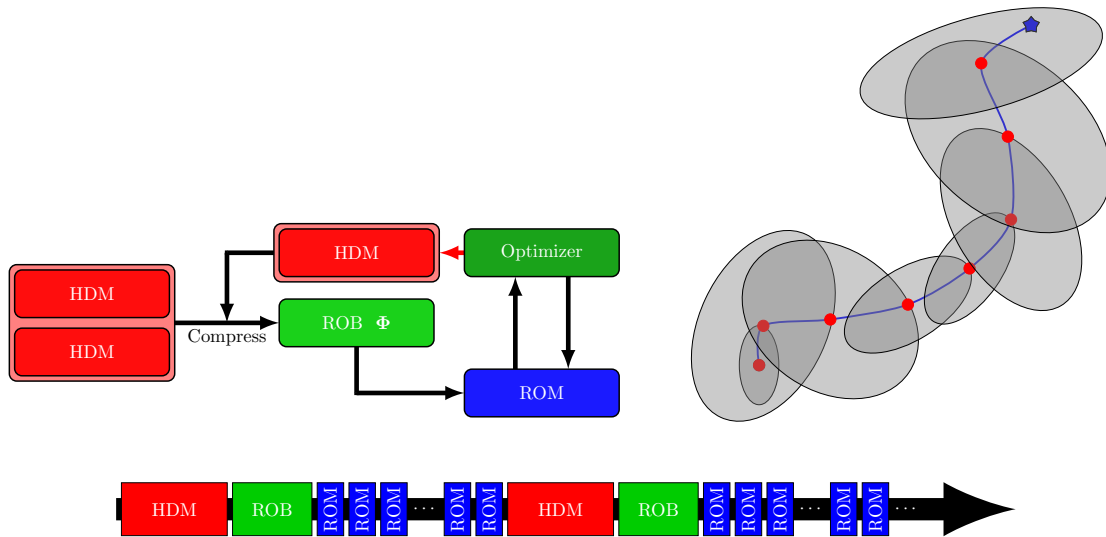 HDM
Optimizer
HDM
HDM
Compress
ROB Φ
ROM
HDM ROB ROM ROM ROM ... ROM ROM HDM ROB ROM ROM ROM ... ROM ROM ...